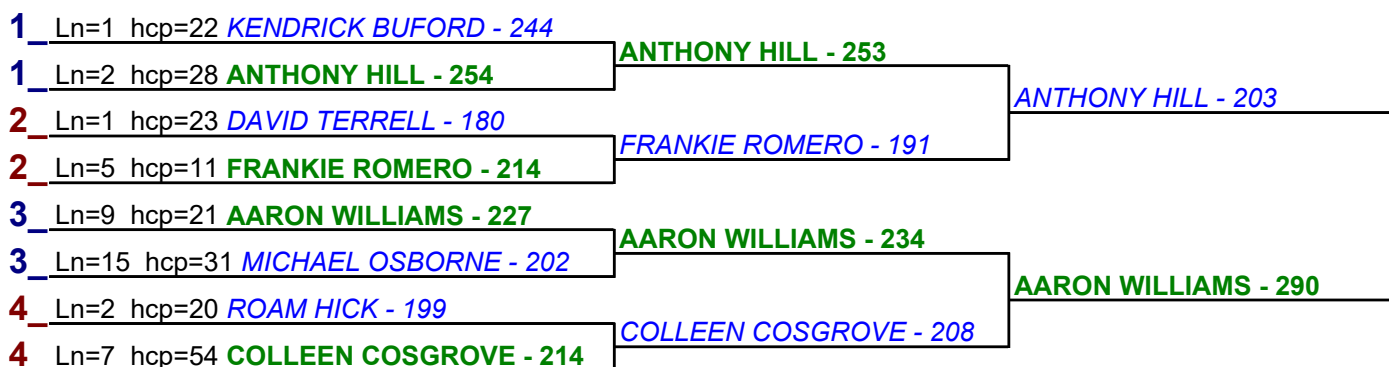 1_ Ln=1 hcp=22 KENDRICK BUFORD - 244
ANTHONY HILL - 253
1_ Ln=2 hcp=28 ANTHONY HILL - 254
ANTHONY HILL - 203
2_ Ln=1 hcp=23 DAVID TERRELL - 180
FRANKIE ROMERO - 191
2_ Ln=5 hcp=11 FRANKIE ROMERO - 214
3_ Ln=9 hcp=21 AARON WILLIAMS - 227
AARON WILLIAMS - 234
3_ Ln=15 hcp=31 MICHAEL OSBORNE - 202
AARON WILLIAMS - 290
4_ Ln=2 hcp=20 ROAM HICK - 199
COLLEEN COSGROVE - 208
4 Ln=7 hcp=54 COLLEEN COSGROVE - 214